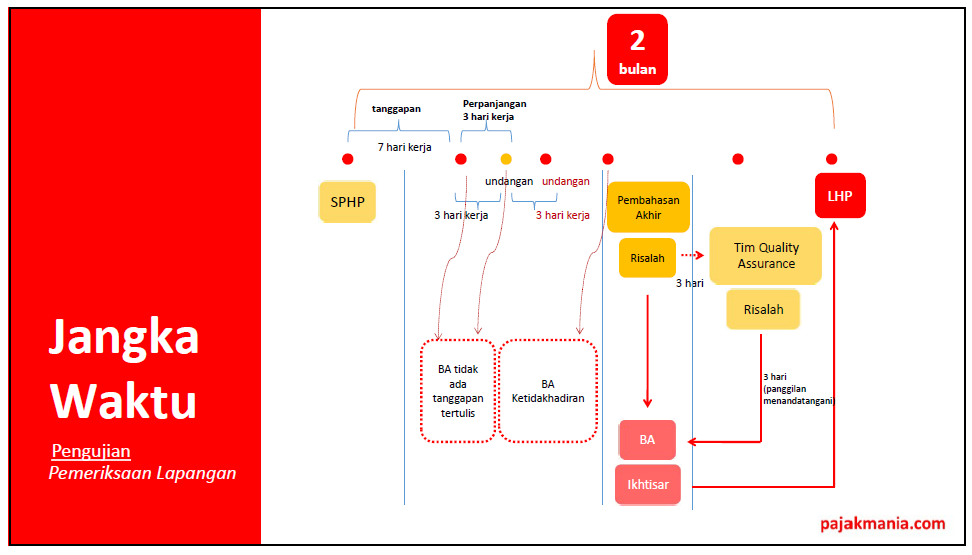 2
bulan
tanggapan
Perpanjangan
3 hari kerja
7 hari kerja
undangan
undangan
SPHP
3 hari kerja
3 hari kerja
Pembahasan
Akhir
LHP
Risalah
3 hari
Tim Quality
Assurance
Risalah
Jangka
Waktu
Pengujian
Pemeriksaan Lapangan
BA tidak
ada
tanggapan
tertulis
BA
Ketidakhadiran
3 hari
(panggilan
menandatangani)
BA
Ikhtisar
pajakmania.com